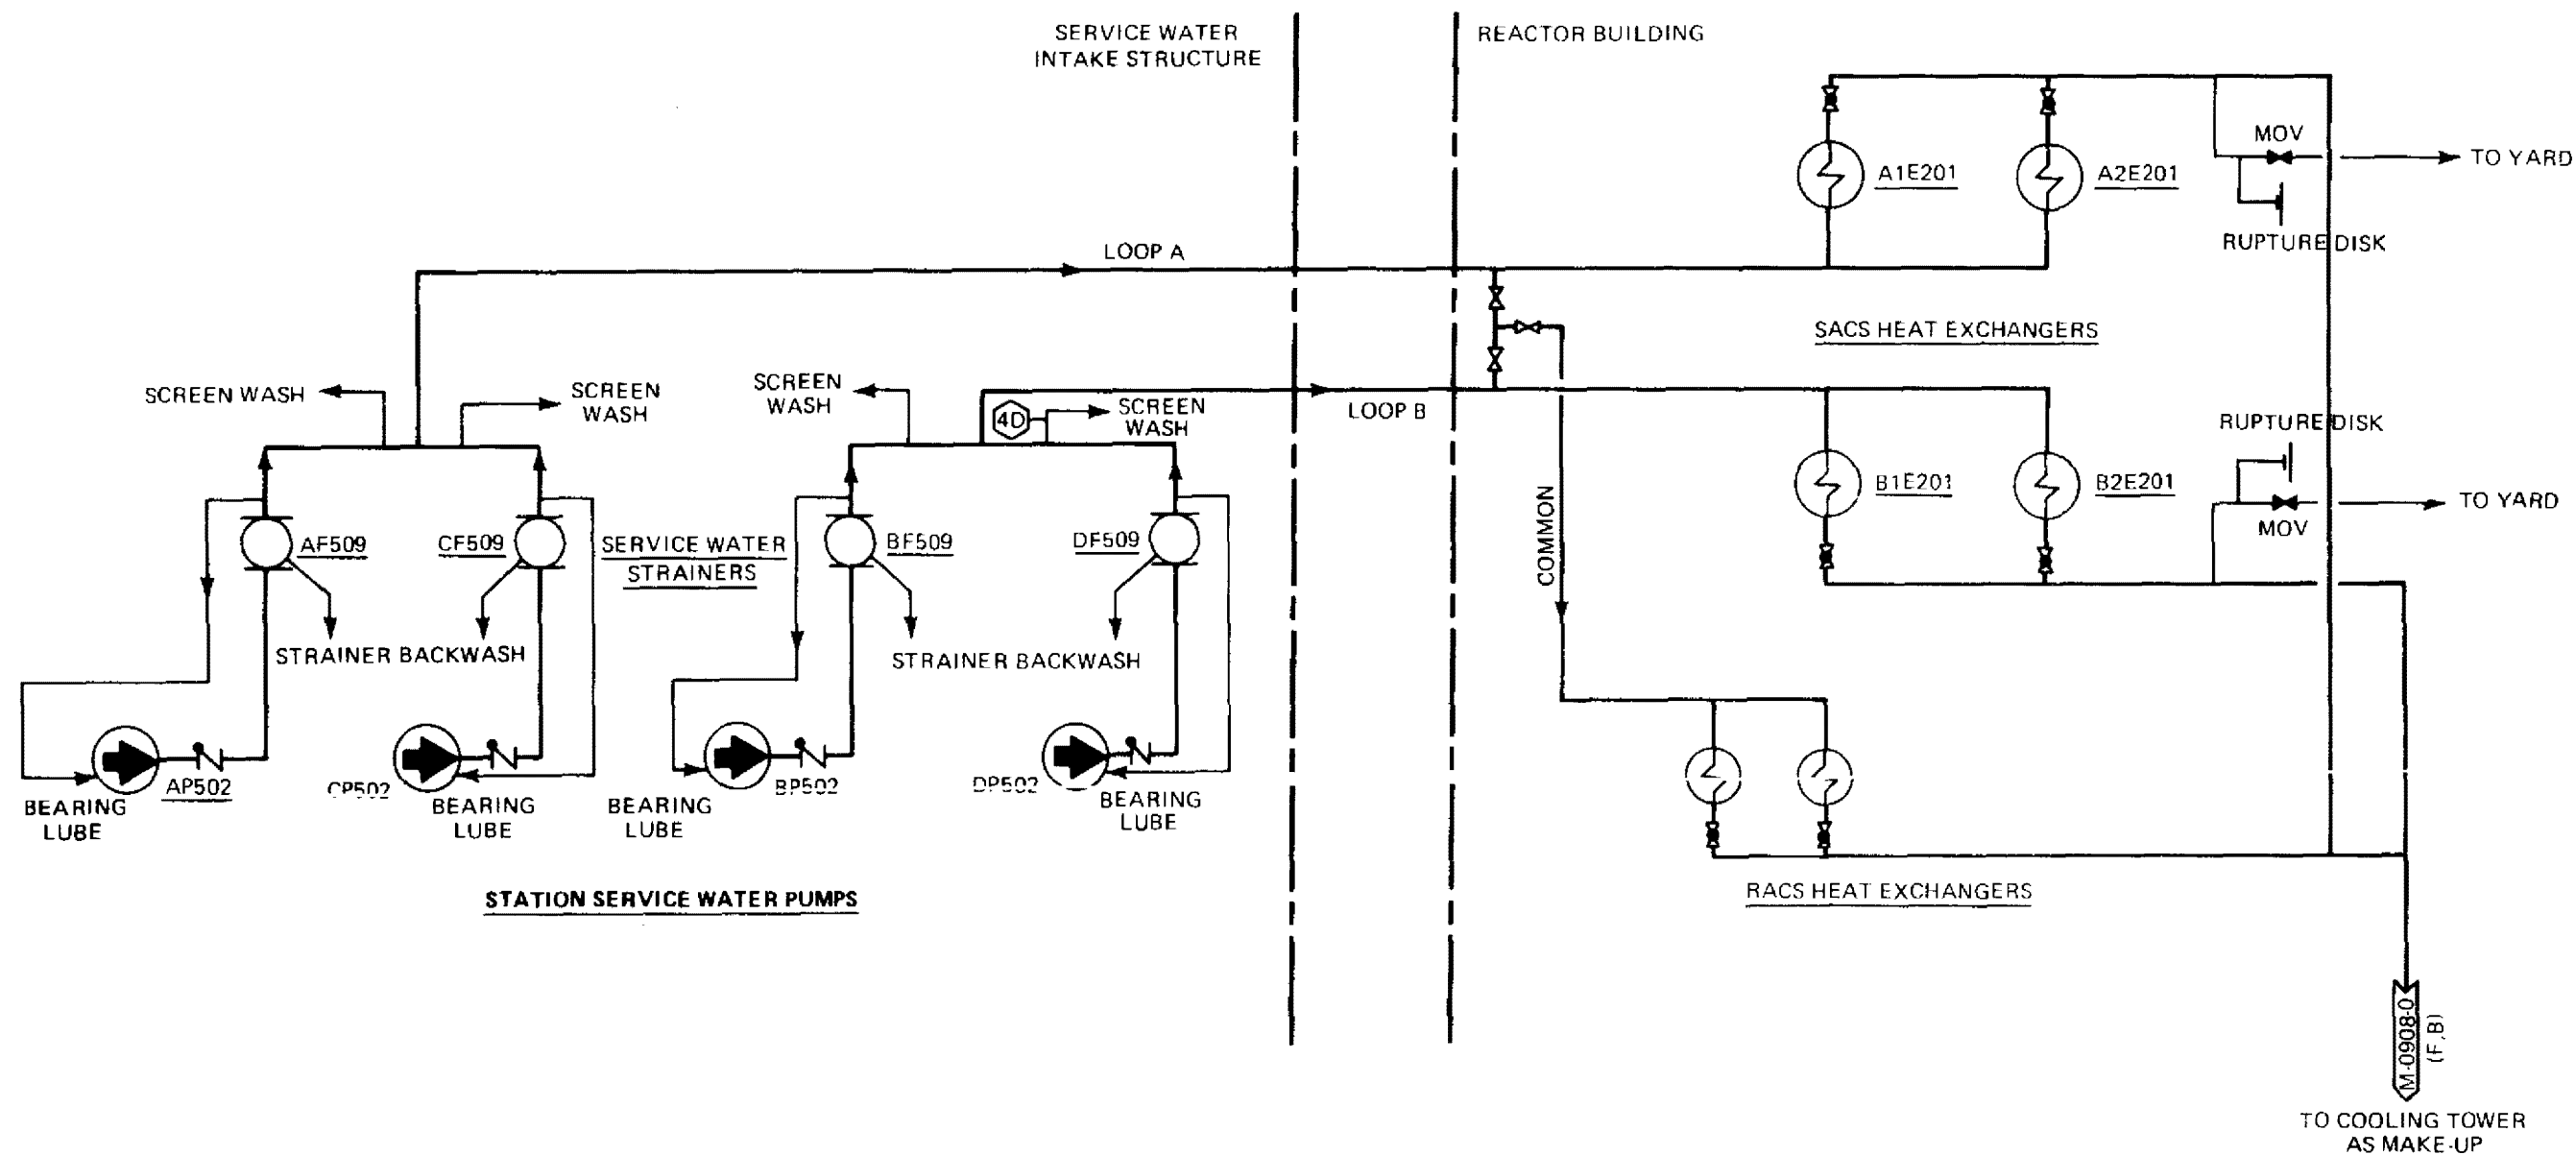 SERVICE WATER
INTAKE STRUCTURE
REACTOR BUILDING
MOV
TO YARD
A1E201
A2E201
RUPTURE DISK
LOOP A
SACS HEAT EXCHANGERS
SCREEN WASH
SCREEN
WASH
SCREEN
WASH
4D
SCREEN
WASH
LOOP B
RUPTURE DISK
B1E201
B2E201
TO YARD
MOV
COMMON
AF509
CF509
SERVICE WATER
STRAINERS
BF509
DF509
STRAINER BACKWASH
STRAINER BACKWASH
AP502
BEARING
LUBE
CP502
BEARING
LUBE
BP502
BEARING
LUBE
DP502
BEARING
LUBE
STATION SERVICE WATER PUMPS
RACS HEAT EXCHANGERS
M-0908-0
(F,B)
TO COOLING TOWER
AS MAKE-UP